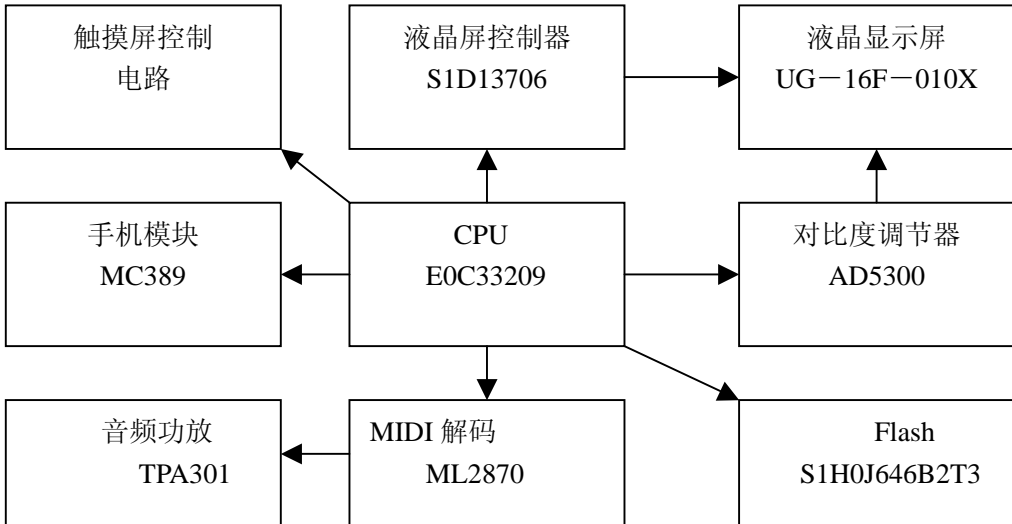 触摸屏控制
电路
液晶屏控制器
S1D13706
液晶显示屏
UG－16F－010X
手机模块
MC389
CPU
E0C33209
对比度调节器
AD5300
音频功放
TPA301
MIDI 解码
ML2870
Flash
S1H0J646B2T3